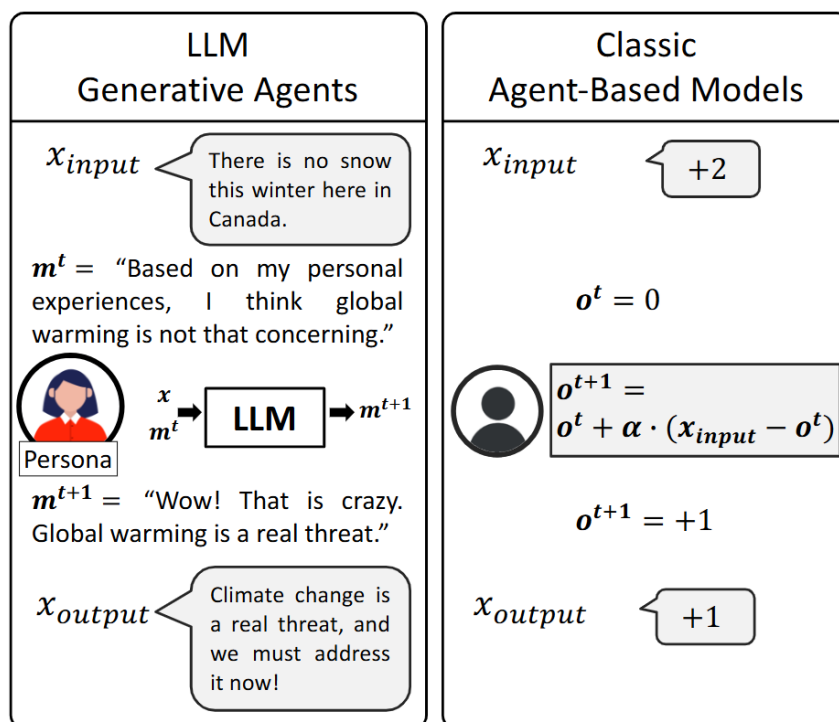 LLM
Generative Agents
x_input
There is no snow
this winter here in
Canada.
m^t = “Based on my personal
experiences, I think global
warming is not that concerning.”
Persona
x
m^t
LLM
m^{t+1}
m^{t+1} = “Wow! That is crazy.
Global warming is a real threat.”
x_output
Climate change is
a real threat, and
we must address
it now!
Classic
Agent-Based Models
x_input
+2
o^t = 0
o^{t+1} =
o^t + α · (x_input − o^t)
o^{t+1} = +1
x_output
+1